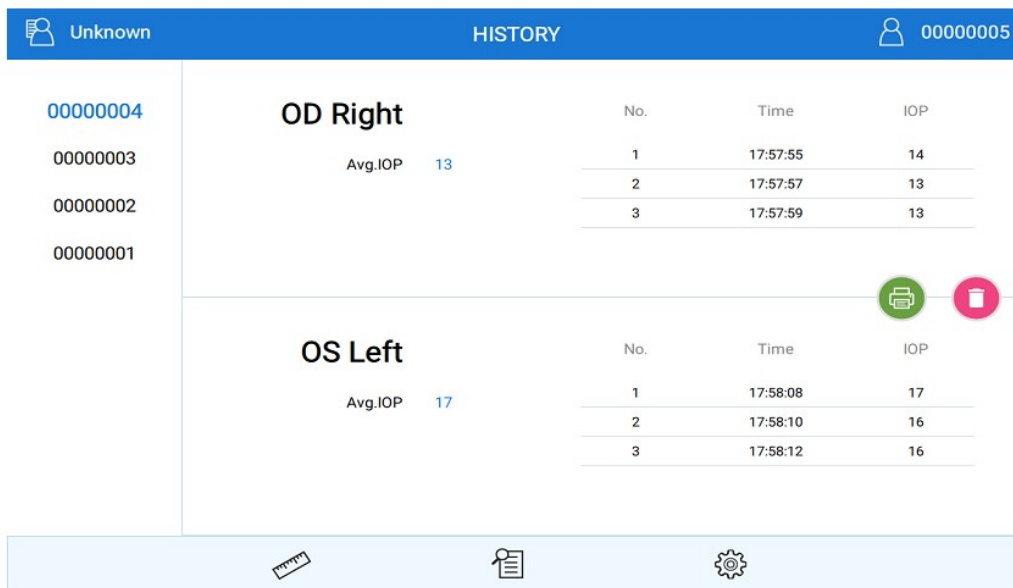 Unknown HISTORY 00000005
00000004
00000003
00000002
00000001
OD Right
Avg.IOP 13
No. Time IOP
1 17:57:55 14
2 17:57:57 13
3 17:57:59 13
OS Left
Avg.IOP 17
No. Time IOP
1 17:58:08 17
2 17:58:10 16
3 17:58:12 16